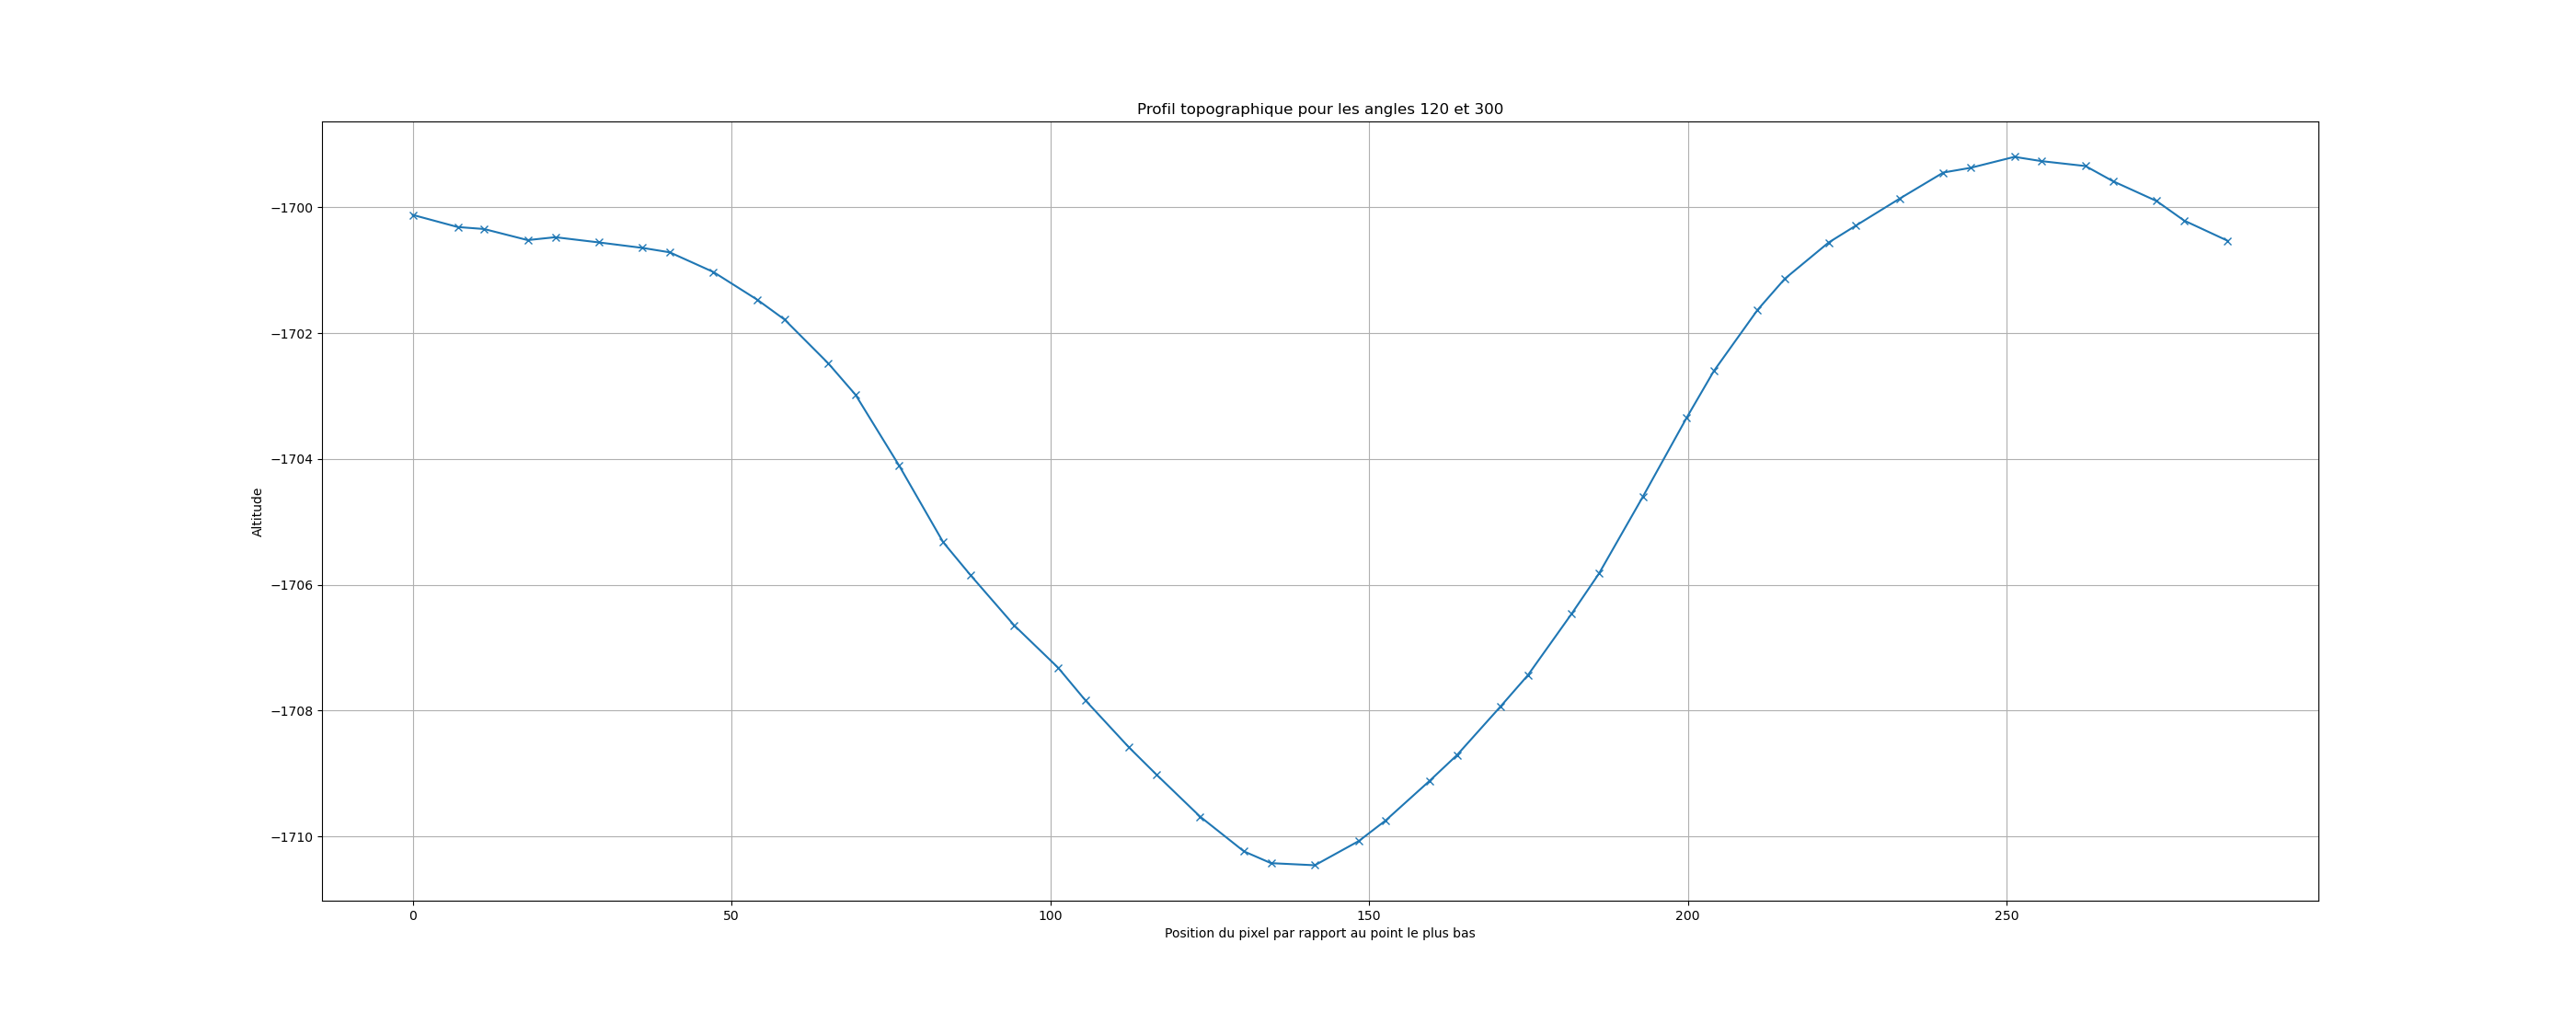 Profil topographique pour les angles 120 et 300
−1700
−1702
−1704
−1706
−1708
−1710
Altitude
0 50 100 150 200 250
Position du pixel par rapport au point le plus bas